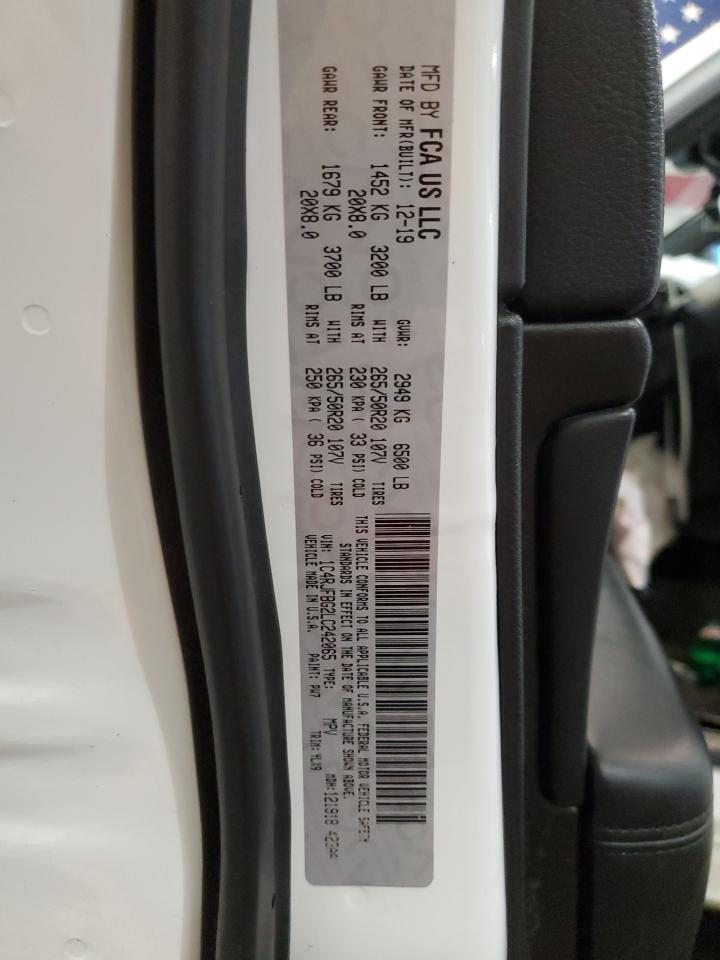 MFD BY FCA US LLC
DATE OF MFR(BUILT): 12-19 GVWR: 2949 KG 6500 LB
GAWR FRONT: 1452 KG 3200 LB WITH 265/50R20 107V TIRES
20X8.0 RIMS AT 230 KPA ( 33 PSI) COLD
GAWR REAR: 1679 KG 3700 LB WITH 265/50R20 107V TIRES
20X8.0 RIMS AT 250 KPA ( 36 PSI) COLD
THIS VEHICLE CONFORMS TO ALL APPLICABLE U.S.A. FEDERAL MOTOR VEHICLE SAFETY
STANDARDS IN EFFECT ON THE DATE OF MANUFACTURE SHOWN ABOVE.
VIN: 1C4RJFBG2LC242065 TYPE: MPV MDH:121918
VEHICLE MADE IN U.S.A. PAINT: PW7 TRIM: